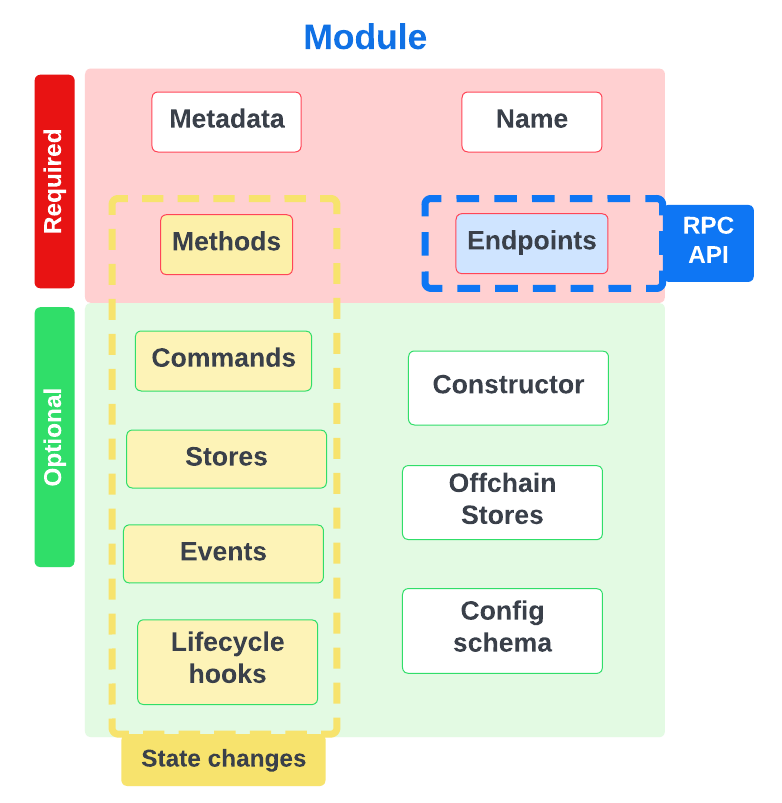 Module
Required
Metadata
Name
Methods
Endpoints
RPC
API
Optional
Commands
Constructor
Stores
Offchain
Stores
Events
Config
schema
Lifecycle
hooks
State changes